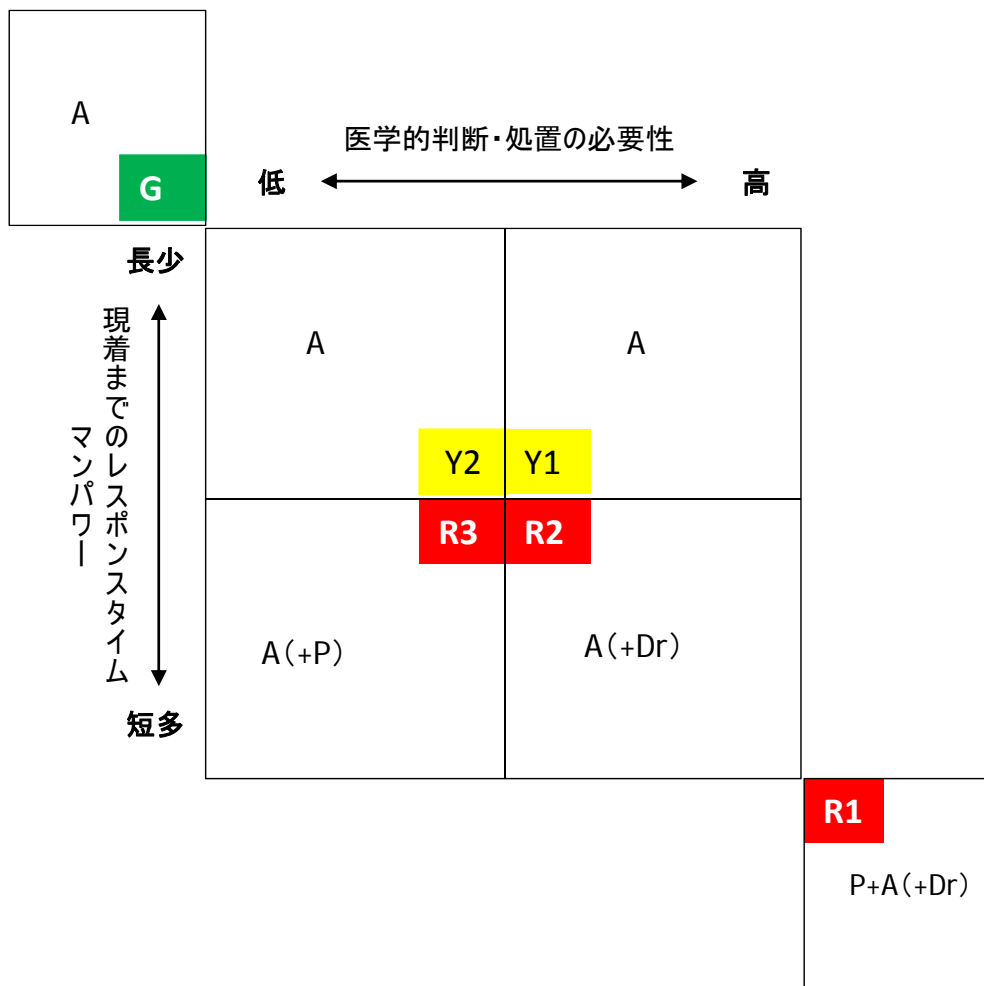 A
G
医学的判断・処置の必要性
低
高
長少
現着までのレスポンスタイム
マンパワー
短多
A
A
Y2
Y1
R3
R2
A(+P)
A(+Dr)
R1
P+A(+Dr)